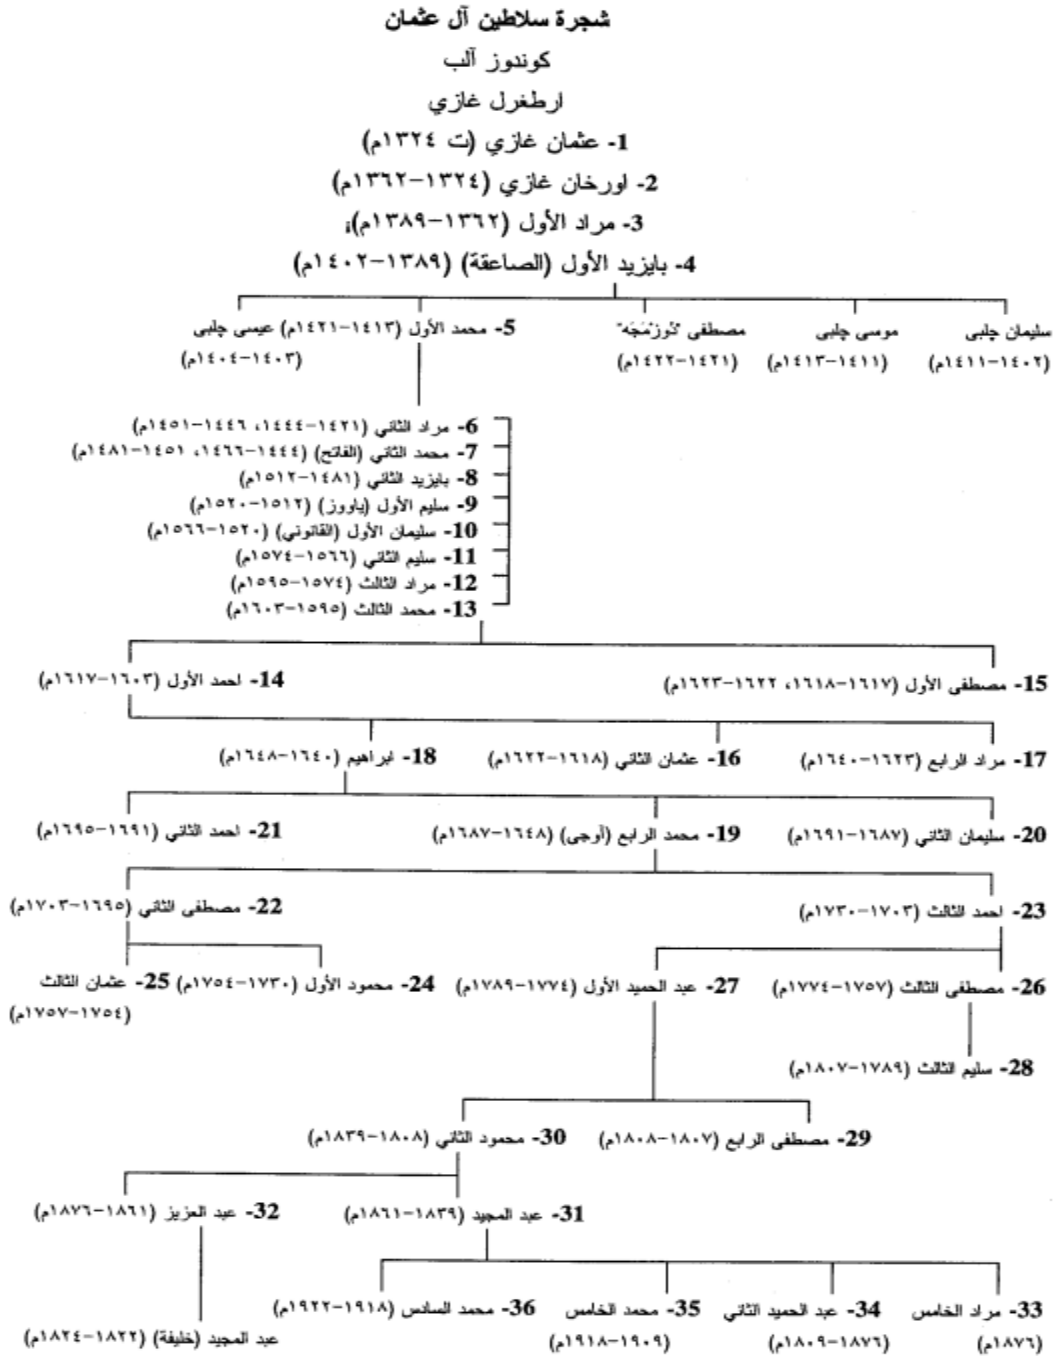 شجرة سلاطين آل عثمان
كوندوز آلب
ارطغرل غازي
1- عثمان غازي (ت ١٣٢٤م)
2- اورخان غازي (١٣٢٤–١٣٦٢م)
3- مراد الأول (١٣٦٢–١٣٨٩م)؛
4- بايزيد الأول (الصاعقة) (١٣٨٩–١٤٠٢م)
سليمان چلبى
(١٤٠٢–١٤١١م)
موسى چلبى
(١٤١١–١٤١٣م)
مصطفى "دُوزْمَجَه"
(١٤٢١–١٤٢٢م)
5- محمد الأول (١٤١٣–١٤٢١م)
عيسى چلبى
(١٤٠٣–١٤٠٤م)
6- مراد الثاني (١٤٢١–١٤٤٤، ١٤٤٦–١٤٥١م)
7- محمد الثاني (الفاتح) (١٤٤٤–١٤٦٦، ١٤٥١–١٤٨١م)
8- بايزيد الثاني (١٤٨١–١٥١٢م)
9- سليم الأول (ياووز) (١٥١٢–١٥٢٠م)
10- سليمان الأول (القانوني) (١٥٢٠–١٥٦٦م)
11- سليم الثاني (١٥٦٦–١٥٧٤م)
12- مراد الثالث (١٥٧٤–١٥٩٥م)
13- محمد الثالث (١٥٩٥–١٦٠٣م)
15- مصطفى الأول (١٦١٧–١٦١٨، ١٦٢٢–١٦٢٣م)
14- احمد الأول (١٦٠٣–١٦١٧م)
17- مراد الرابع (١٦٢٣–١٦٤٠م)
16- عثمان الثاني (١٦١٨–١٦٢٢م)
18- ابراهيم (١٦٤٠–١٦٤٨م)
20- سليمان الثاني (١٦٨٧–١٦٩١م)
19- محمد الرابع (آوجى) (١٦٤٨–١٦٨٧م)
21- احمد الثاني (١٦٩١–١٦٩٥م)
23- احمد الثالث (١٧٠٣–١٧٣٠م)
22- مصطفى الثاني (١٦٩٥–١٧٠٣م)
26- مصطفى الثالث (١٧٥٧–١٧٧٤م)
27- عبد الحميد الأول (١٧٧٤–١٧٨٩م)
24- محمود الأول (١٧٣٠–١٧٥٤م)
25- عثمان الثالث
(١٧٥٤–١٧٥٧م)
28- سليم الثالث (١٧٨٩–١٨٠٧م)
29- مصطفى الرابع (١٨٠٧–١٨٠٨م)
30- محمود الثاني (١٨٠٨–١٨٣٩م)
31- عبد المجيد (١٨٣٩–١٨٦١م)
32- عبد العزيز (١٨٦١–١٨٧٦م)
33- مراد الخامس
(١٨٧٦م)
34- عبد الحميد الثاني
(١٨٧٦–١٨٠٩م)
35- محمد الخامس
(١٩٠٩–١٩١٨م)
36- محمد السادس (١٩١٨–١٩٢٢م)
عبد المجيد (خليفة) (١٨٢٢–١٨٢٤م)